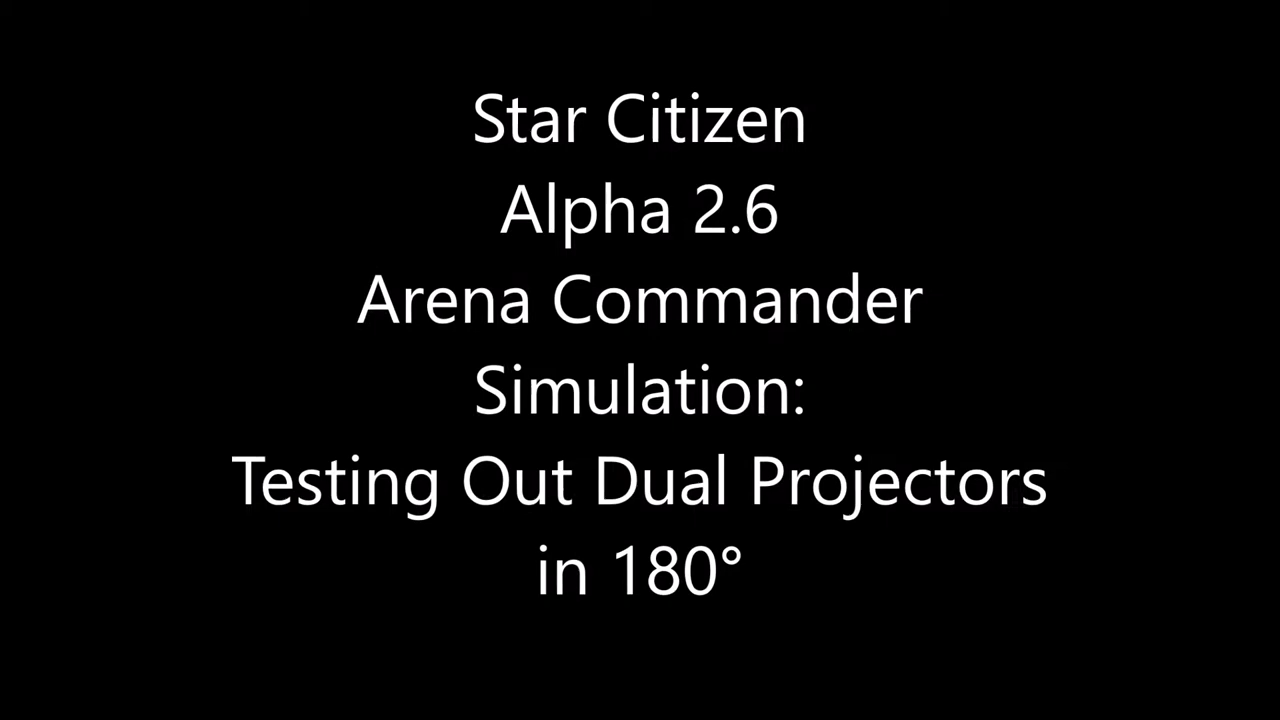 Star Citizen
Alpha 2.6
Arena Commander
Simulation:
Testing Out Dual Projectors
in 180°